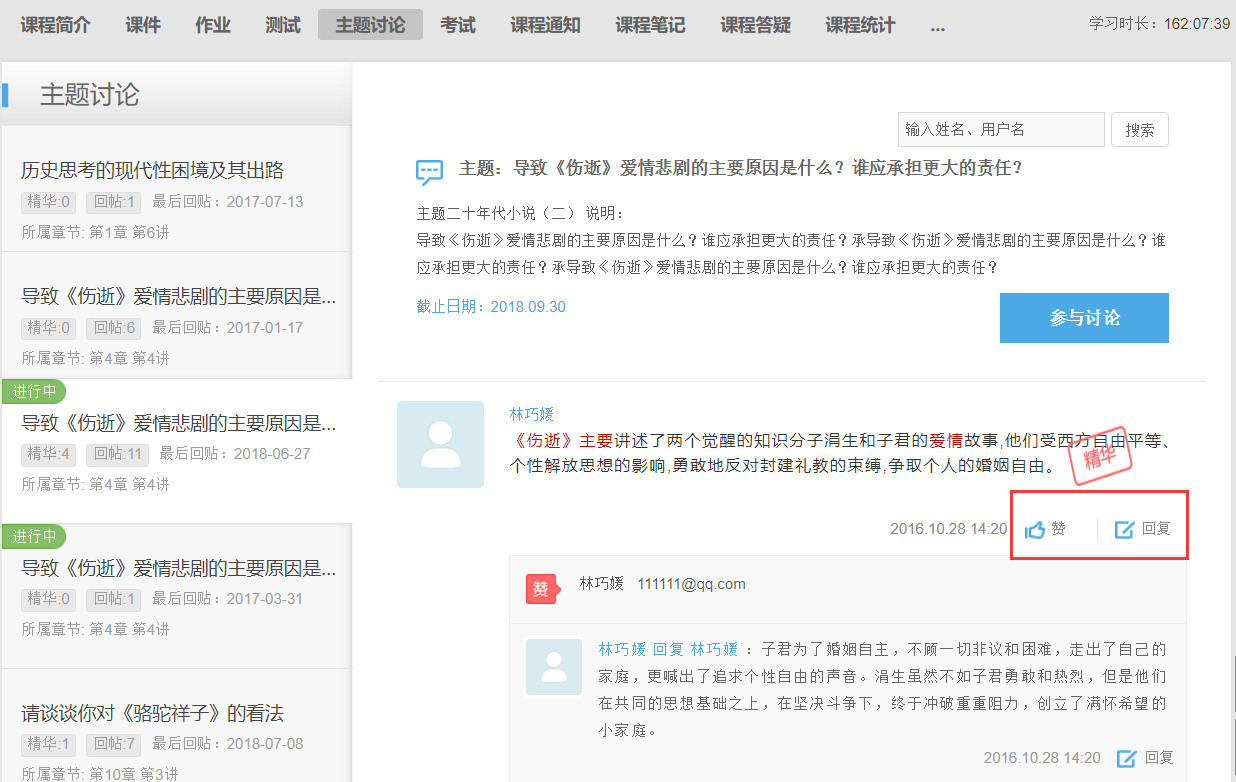 课程简介 课件 作业 测试 主题讨论 考试 课程通知 课程笔记 课程答疑 课程统计 ... 学习时长：162:07:39
主题讨论
历史思考的现代性困境及其出路
精华:0 回帖:1 最后回贴：2017-07-13
所属章节: 第1章 第6讲
导致《伤逝》爱情悲剧的主要原因是...
精华:0 回帖:6 最后回贴：2017-01-17
所属章节: 第4章 第4讲
进行中
导致《伤逝》爱情悲剧的主要原因是...
精华:4 回帖:11 最后回贴：2018-06-27
所属章节: 第4章 第4讲
进行中
导致《伤逝》爱情悲剧的主要原因是...
精华:0 回帖:1 最后回贴：2017-03-31
所属章节: 第4章 第4讲
请谈谈你对《骆驼祥子》的看法
精华:1 回帖:7 最后回贴：2018-07-08
所属章节: 第10章 第3讲
输入姓名、用户名 搜索
主题：导致《伤逝》爱情悲剧的主要原因是什么？谁应承担更大的责任？
主题二十年代小说（二） 说明：
导致《伤逝》爱情悲剧的主要原因是什么？谁应承担更大的责任？承导致《伤逝》爱情悲剧的主要原因是什么？谁
应承担更大的责任？承导致《伤逝》爱情悲剧的主要原因是什么？谁应承担更大的责任？
截止日期：2018.09.30
参与讨论
林巧媛
《伤逝》主要讲述了两个觉醒的知识分子涓生和子君的爱情故事,他们受西方自由平等、
个性解放思想的影响,勇敢地反对封建礼教的束缚,争取个人的婚姻自由。
精华
2016.10.28 14:20 赞 回复
赞 林巧媛 111111@qq.com
林巧媛 回复 林巧媛 ：子君为了婚姻自主，不顾一切非议和困难，走出了自己的
家庭，更喊出了追求个性自由的声音。涓生虽然不如子君勇敢和热烈，但是他们
在共同的思想基础之上，在坚决斗争下，终于冲破重重阻力，创立了满怀希望的
小家庭。
2016.10.28 14:20 回复